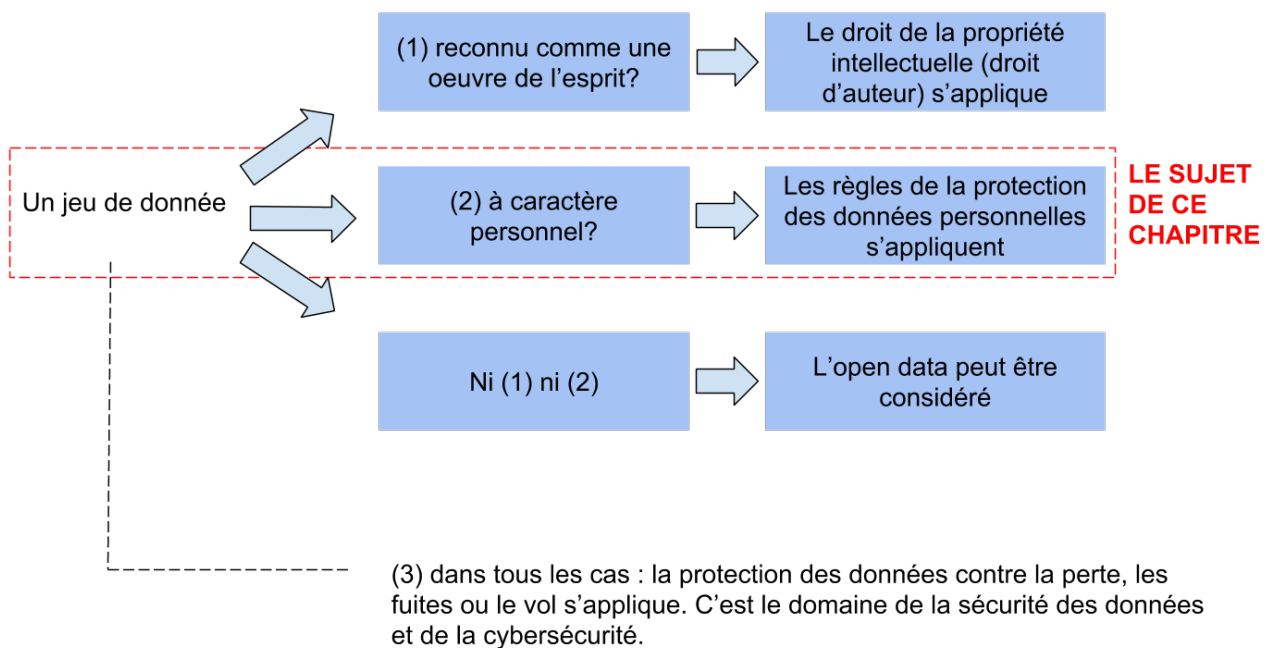 (1) reconnu comme une
oeuvre de l'esprit?
Le droit de la propriété
intellectuelle (droit
d'auteur) s'applique
Un jeu de donnée
(2) à caractère
personnel?
Les règles de la protection
des données personnelles
s'appliquent
LE SUJET
DE CE
CHAPITRE
Ni (1) ni (2)
L'open data peut être
considéré
(3) dans tous les cas : la protection des données contre la perte, les
fuites ou le vol s'applique. C'est le domaine de la sécurité des données
et de la cybersécurité.